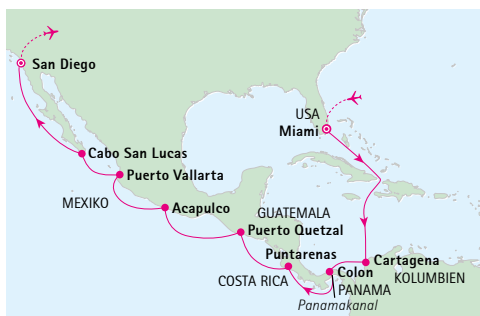 San Diego
USA
Miami
Cabo San Lucas
Puerto Vallarta
MEXIKO
Acapulco
GUATEMALA
Puerto Quetzal
Puntarenas
Cartagena
COSTA RICA
Colon
KOLUMBIEN
PANAMA
Panamakanal